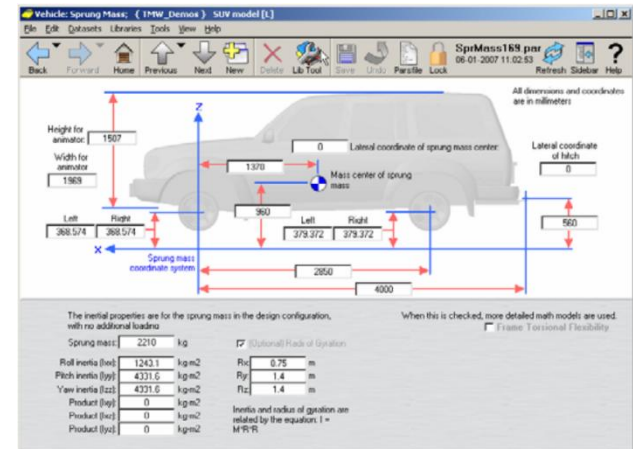 Vehicle: Sprung Mass; { TMW_Demos } SUV model [L]
File Edit Datasets Libraries Tools View Help
Back Forward Home Previous Next New Delete Lib Tool Save Undo Parsfile Lock
SprMass169.par
06-01-2007 11:02:53
Refresh Sidebar Help
All dimensions and coordinates
are in millimeters
Z
Height for
animator: 1507
Width for
animator
1969
0 Lateral coordinate of sprung mass center:
Lateral coordinate
of hitch
0
1370
Mass center of sprung
mass
960
Left Right
368.574 368.574
Left Right
379.372 379.372
560
X
Sprung mass
coordinate system
2850
4000
The inertial properties are for the sprung mass in the design configuration,
with no additional loading
When this is checked, more detailed math models are used.
Frame Torsional Flexibility
Sprung mass: 2210 kg
(Optional) Radii of Gyration
Roll inertia (Ixx): 1243.1 kg-m2
Rx: 0.75 m
Pitch inertia (Iyy): 4331.6 kg-m2
Ry: 1.4 m
Yaw inertia (Izz): 4331.6 kg-m2
Rz: 1.4 m
Product (Ixy): 0 kg-m2
Product (Ixz): 0 kg-m2
Product (Iyz): 0 kg-m2
Inertia and radius of gyration are
related by the equation: I =
M*R*R